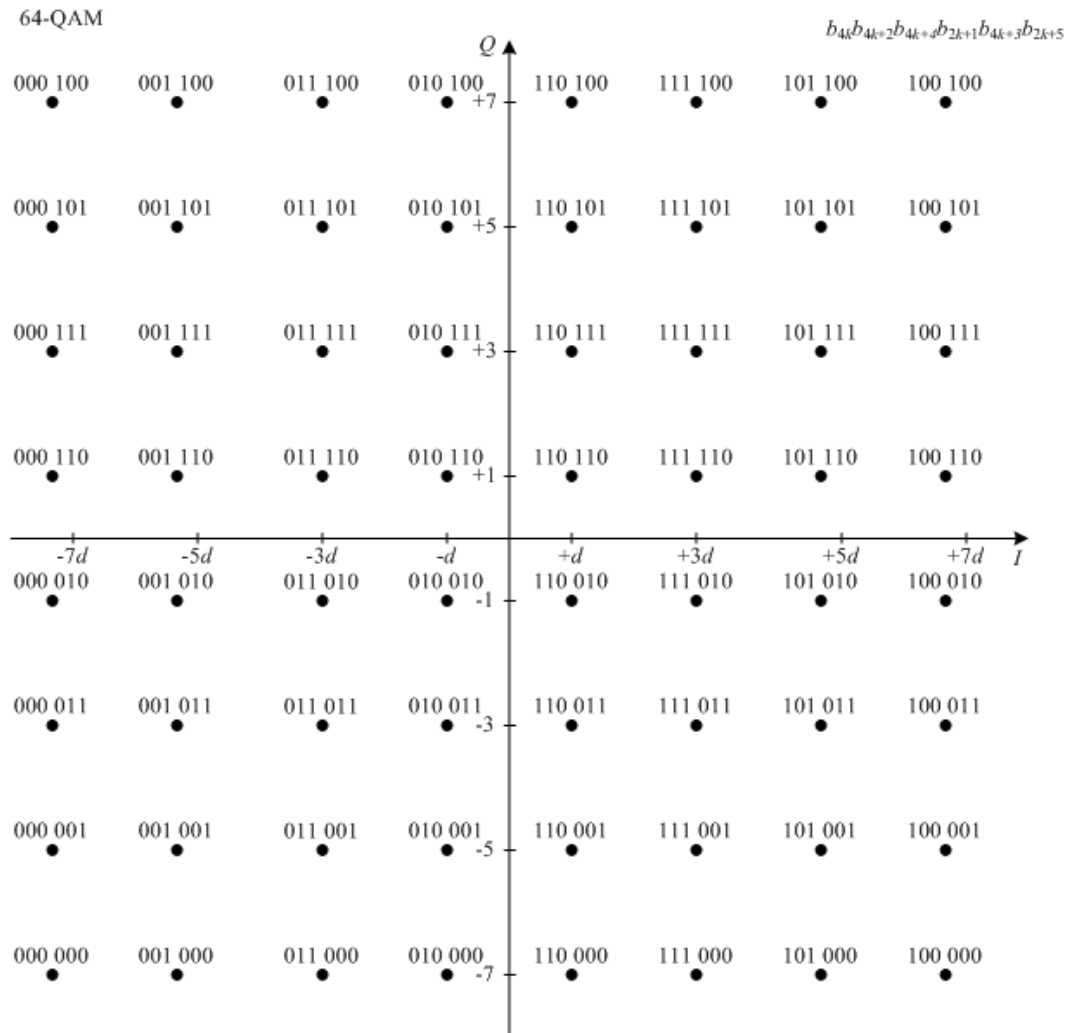 64-QAM
b4kb4k+2b4k+4b2k+1b4k+3b2k+5
Q
000 100 001 100 011 100 010 100 110 100 111 100 101 100 100 100
+7
000 101 001 101 011 101 010 101 110 101 111 101 101 101 100 101
+5
000 111 001 111 011 111 010 111 110 111 111 111 101 111 100 111
+3
000 110 001 110 011 110 010 110 110 110 111 110 101 110 100 110
+1
-7d -5d -3d -d +d +3d +5d +7d I
000 010 001 010 011 010 010 010 110 010 111 010 101 010 100 010
-1
000 011 001 011 011 011 010 011 110 011 111 011 101 011 100 011
-3
000 001 001 001 011 001 010 001 110 001 111 001 101 001 100 001
-5
000 000 001 000 011 000 010 000 110 000 111 000 101 000 100 000
-7